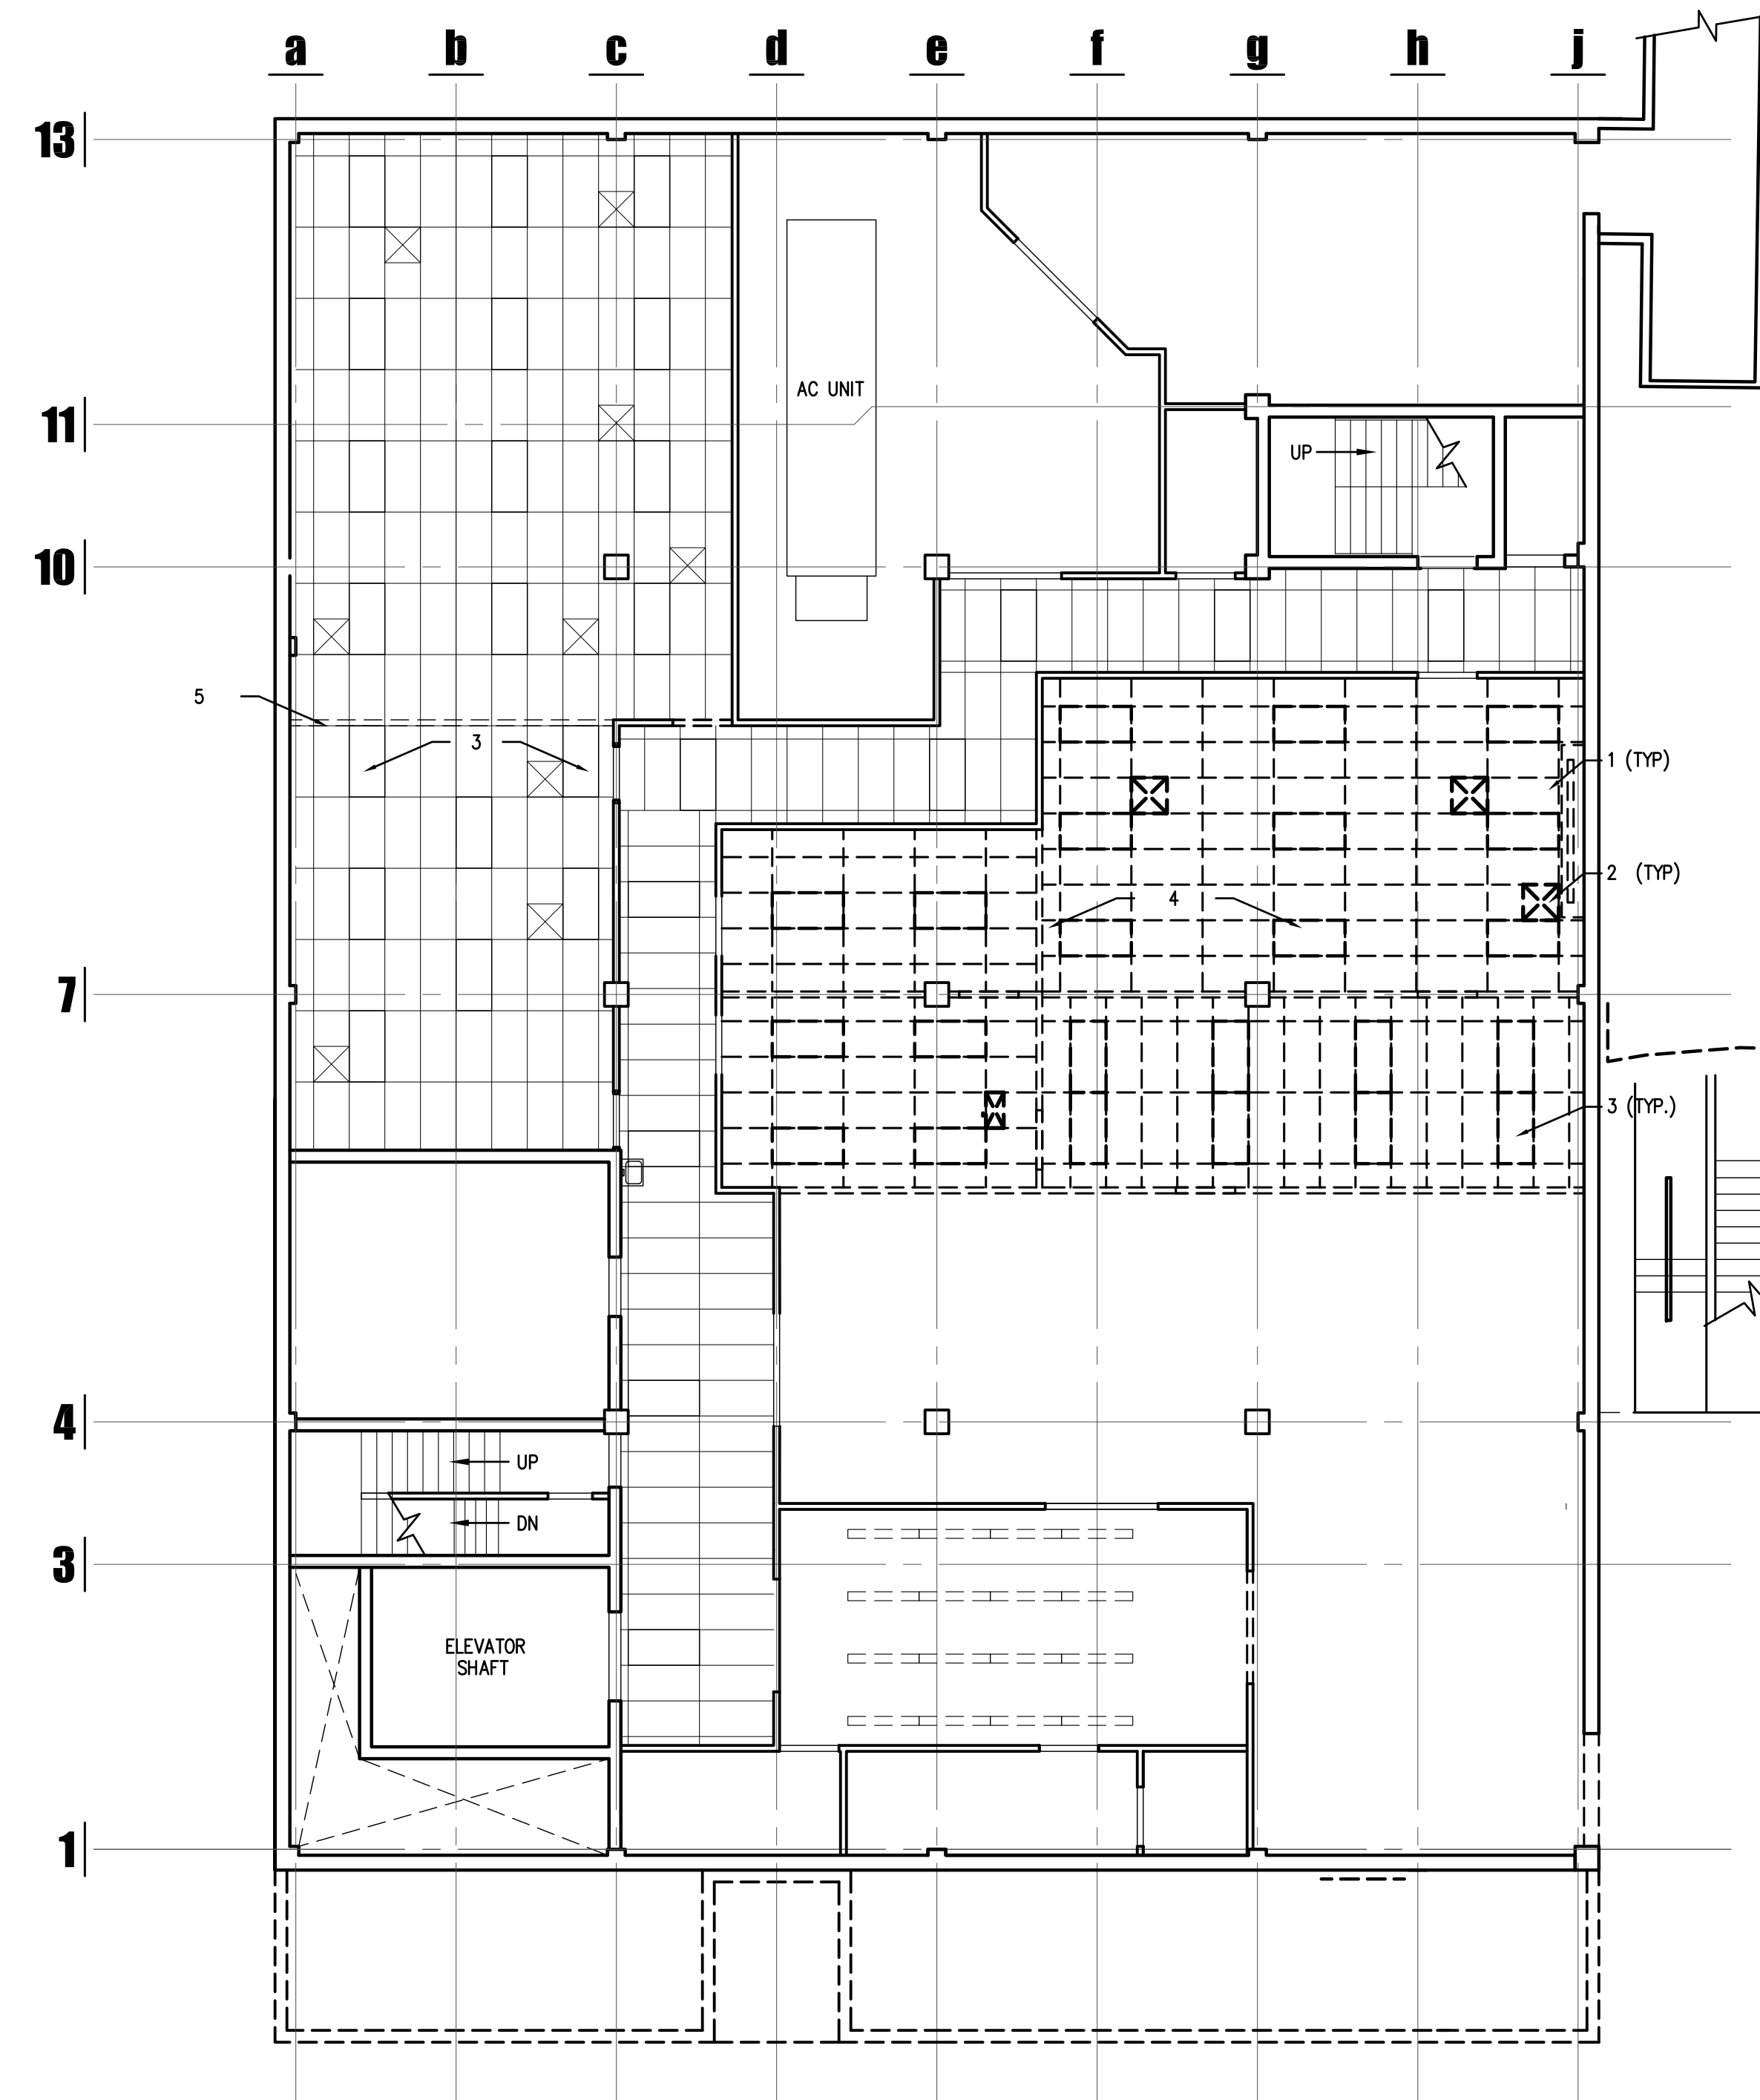 a b c d e f g h j
13
AC UNIT
11
UP
10
5
3
1 (TYP)
2 (TYP)
4
7
3 (TYP.)
4
UP
DN
3
ELEVATOR
SHAFT
1